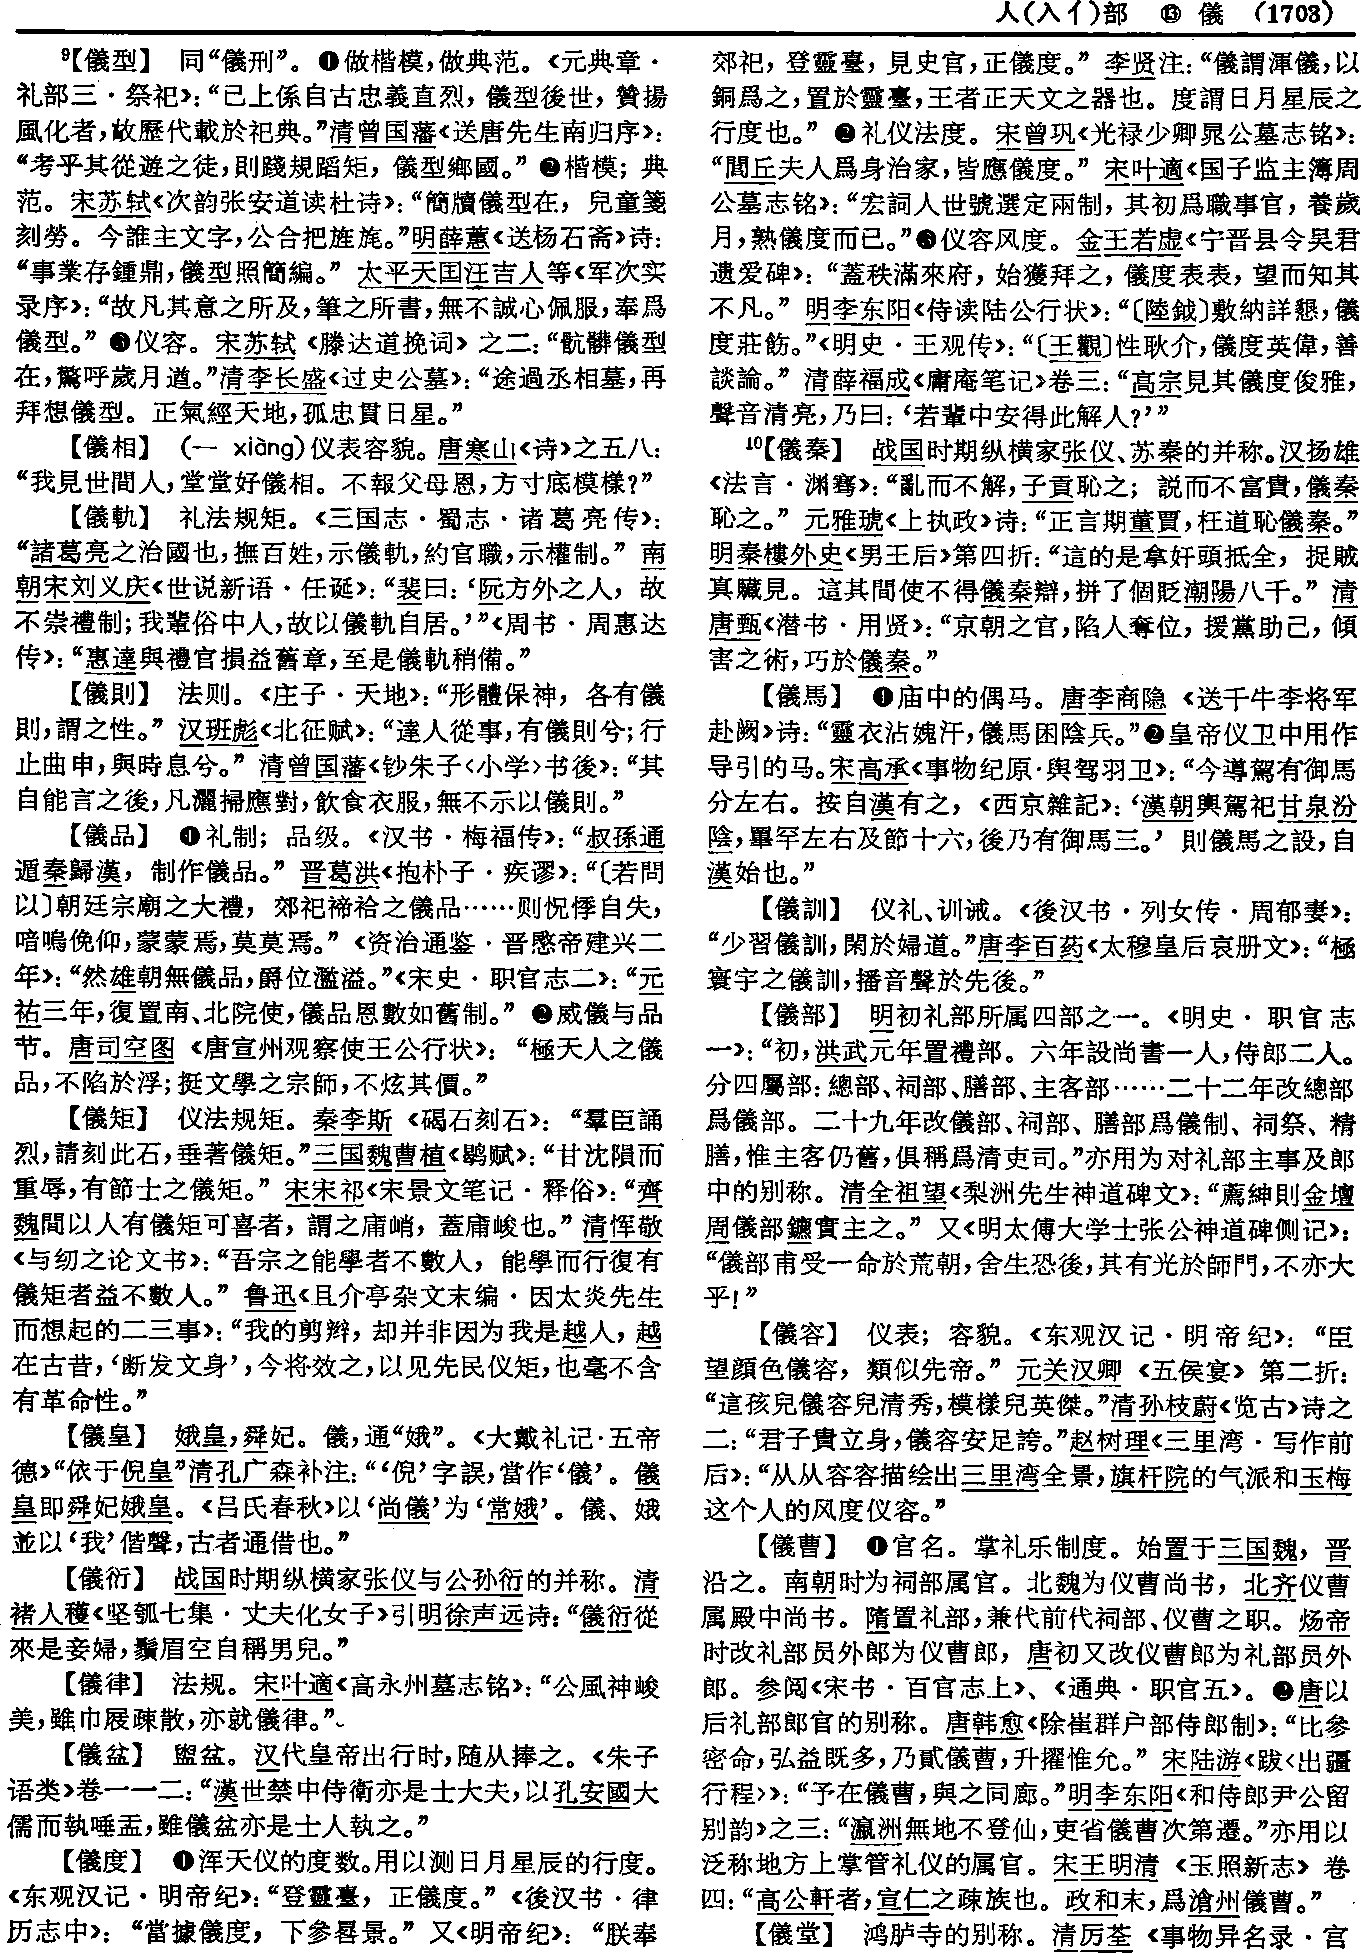 人(入亻)部 ⑬ 儀 (1703)
⁹【儀型】 同“儀刑”。❶做楷模,做典范。《元典章·
礼部三·祭祀》:“已上係自古忠義直烈,儀型後世,贊揚
風化者,故歷代載於祀典。”清曾国藩《送唐先生南归序》:
“考乎其從遊之徒,則踐規蹈矩,儀型鄉國。”❷楷模;典
范。宋苏轼《次韵张安道读杜诗》:“簡牘儀型在,兒童篆
刻勞。今誰主文字,公合把旌旄。”明薛蕙《送杨石斋》诗:
“事業存鍾鼎,儀型照簡編。”太平天国汪吉人等《军次实
录序》:“故凡其意之所及,筆之所書,無不誠心佩服,奉爲
儀型。”❸仪容。宋苏轼《滕达道挽词》之二:“骯髒儀型
在,驚呼歲月遒。”清李长盛《过史公墓》:“途過丞相墓,再
拜想儀型。正氣經天地,孤忠貫日星。”
【儀相】 (— xiàng)仪表容貌。唐寒山《诗》之五八:
“我見世間人,堂堂好儀相。不報父母恩,方寸底模樣?”
【儀軌】 礼法规矩。《三国志·蜀志·诸葛亮传》:
“諸葛亮之治國也,撫百姓,示儀軌,約官職,示權制。”南
朝宋刘义庆《世说新语·任诞》:“裴曰:‘阮方外之人,故
不崇禮制;我輩俗中人,故以儀軌自居。’”《周书·周惠达
传》:“惠達與禮官損益舊章,至是儀軌稍備。”
【儀則】 法则。《庄子·天地》:“形體保神,各有儀
則,謂之性。”汉班彪《北征赋》:“達人從事,有儀則兮;行
止曲申,與時息兮。”清曾国藩《钞朱子〈小学〉书後》:“其
自能言之後,凡灑掃應對,飲食衣服,無不示以儀則。”
【儀品】 ❶礼制;品级。《汉书·梅福传》:“叔孫通
遁秦歸漢,制作儀品。”晋葛洪《抱朴子·疾谬》:“〔若問
以〕朝廷宗廟之大禮,郊祀禘祫之儀品……则怳悸自失,
喑嗚俛仰,蒙蒙焉,莫莫焉。”《资治通鉴·晋愍帝建兴二
年》:“然雄朝無儀品,爵位濫溢。”《宋史·职官志二》:“元
祐三年,復置南、北院使,儀品恩數如舊制。”❷威儀与品
节。唐司空图《唐宣州观察使王公行状》:“極天人之儀
品,不陷於浮;挺文學之宗師,不炫其價。”
【儀矩】 仪法规矩。秦李斯《碣石刻石》:“羣臣誦
烈,請刻此石,垂著儀矩。”三国魏曹植《鹖赋》:“甘沈隕而
重辱,有節士之儀矩。”宋宋祁《宋景文笔记·释俗》:“齊
魏間以人有儀矩可喜者,謂之庯峭,蓋庯峻也。”清恽敬
《与纫之论文书》:“吾宗之能學者不數人,能學而行復有
儀矩者益不數人。”鲁迅《且介亭杂文末编·因太炎先生
而想起的二三事》:“我的剪辫,却并非因为我是越人,越
在古昔,‘断发文身’,今将效之,以见先民仪矩,也毫不含
有革命性。”
【儀皇】 娥皇,舜妃。儀,通“娥”。《大戴礼记·五帝
德》“依于倪皇”清孔广森补注:“‘倪’字誤,當作‘儀’。儀
皇即舜妃娥皇。《吕氏春秋》以‘尚儀’为‘常娥’。儀、娥
並以‘我’偕聲,古者通借也。”
【儀衍】 战国时期纵横家张仪与公孙衍的并称。清
褚人穫《坚瓠七集·丈夫化女子》引明徐声远诗:“儀衍從
來是妾婦,鬚眉空自稱男兒。”
【儀律】 法规。宋叶適《高永州墓志铭》:“公風神峻
美,雖巾屐疎散,亦就儀律。”
【儀盆】 盥盆。汉代皇帝出行时,随从捧之。《朱子
语类》卷一一二:“漢世禁中侍衛亦是士大夫,以孔安國大
儒而執唾盂,雖儀盆亦是士人執之。”
【儀度】 ❶浑天仪的度数。用以测日月星辰的行度。
《东观汉记·明帝纪》:“登靈臺,正儀度。”《後汉书·律
历志中》:“當據儀度,下參晷景。”又《明帝纪》:“朕奉
郊祀,登靈臺,見史官,正儀度。”李贤注:“儀謂渾儀,以
銅爲之,置於靈臺,王者正天文之器也。度謂日月星辰之
行度也。”❷礼仪法度。宋曾巩《光禄少卿晁公墓志铭》:
“閭丘夫人爲身治家,皆應儀度。”宋叶適《国子监主簿周
公墓志铭》:“宏詞人世號選定兩制,其初爲職事官,養歲
月,熟儀度而已。”❸仪容风度。金王若虚《宁晋县令吴君
遗爱碑》:“蓋秩滿來府,始獲拜之,儀度表表,望而知其
不凡。”明李东阳《侍读陆公行状》:“〔陸釴〕敷納詳懇,儀
度莊飭。”《明史·王观传》:“〔王觀〕性耿介,儀度英偉,善
談論。”清薛福成《庸庵笔记》卷三:“高宗見其儀度俊雅,
聲音清亮,乃曰:‘若輩中安得此解人?’”
¹⁰【儀秦】 战国时期纵横家张仪、苏秦的并称。汉扬雄
《法言·渊骞》:“亂而不解,子貢恥之;説而不富貴,儀秦
恥之。”元雅琥《上执政》诗:“正言期董賈,枉道恥儀秦。”
明秦樓外史《男王后》第四折:“這的是拿奸頭抵全,捉賊
真贜見。這其間使不得儀秦辯,拼了個貶潮陽八千。”清
唐甄《潜书·用贤》:“京朝之官,陷人奪位,援黨助己,傾
害之術,巧於儀秦。”
【儀馬】 ❶庙中的偶马。唐李商隐《送千牛李将军
赴阙》诗:“靈衣沾媿汗,儀馬困陰兵。”❷皇帝仪卫中用作
导引的马。宋高承《事物纪原·舆驾羽卫》:“今導駕有御馬
分左右。按自漢有之,《西京雜記》:‘漢朝輿駕祀甘泉汾
陰,畢罕左右及節十六,後乃有御馬三。’則儀馬之設,自
漢始也。”
【儀訓】 仪礼、训诫。《後汉书·列女传·周郁妻》:
“少習儀訓,閑於婦道。”唐李百药《太穆皇后哀册文》:“極
寰宇之儀訓,播音聲於先後。”
【儀部】 明初礼部所属四部之一。《明史·职官志
一》:“初,洪武元年置禮部。六年設尚書一人,侍郎二人。
分四屬部:總部、祠部、膳部、主客部……二十二年改總部
爲儀部。二十九年改儀部、祠部、膳部爲儀制、祠祭、精
膳,惟主客仍舊,俱稱爲清吏司。”亦用为对礼部主事及郎
中的别称。清全祖望《梨洲先生神道碑文》:“薦紳則金壇
周儀部鑣實主之。”又《明太傅大学士张公神道碑侧记》:
“儀部甫受一命於荒朝,舍生恐後,其有光於師門,不亦大
乎!”
【儀容】 仪表;容貌。《东观汉记·明帝纪》:“臣
望顔色儀容,類似先帝。”元关汉卿《五侯宴》第二折:
“這孩兒儀容兒清秀,模樣兒英傑。”清孙枝蔚《览古》诗之
二:“君子貴立身,儀容安足誇。”赵树理《三里湾·写作前
后》:“从从容容描绘出三里湾全景,旗杆院的气派和玉梅
这个人的风度仪容。”
【儀曹】 ❶官名。掌礼乐制度。始置于三国魏,晋
沿之。南朝时为祠部属官。北魏为仪曹尚书,北齐仪曹
属殿中尚书。隋置礼部,兼代前代祠部、仪曹之职。炀帝
时改礼部员外郎为仪曹郎,唐初又改仪曹郎为礼部员外
郎。参阅《宋书·百官志上》、《通典·职官五》。❷唐以
后礼部郎官的别称。唐韩愈《除崔群户部侍郎制》:“比參
密命,弘益既多,乃貳儀曹,升擢惟允。”宋陆游《跋〈出疆
行程〉》:“予在儀曹,與之同廊。”明李东阳《和侍郎尹公留
别韵》之三:“瀛洲無地不登仙,吏省儀曹次第遷。”亦用以
泛称地方上掌管礼仪的属官。宋王明清《玉照新志》卷
四:“高公軒者,宣仁之疎族也。政和末,爲滄州儀曹。”
【儀堂】 鸿胪寺的别称。清厉荃《事物异名录·宫